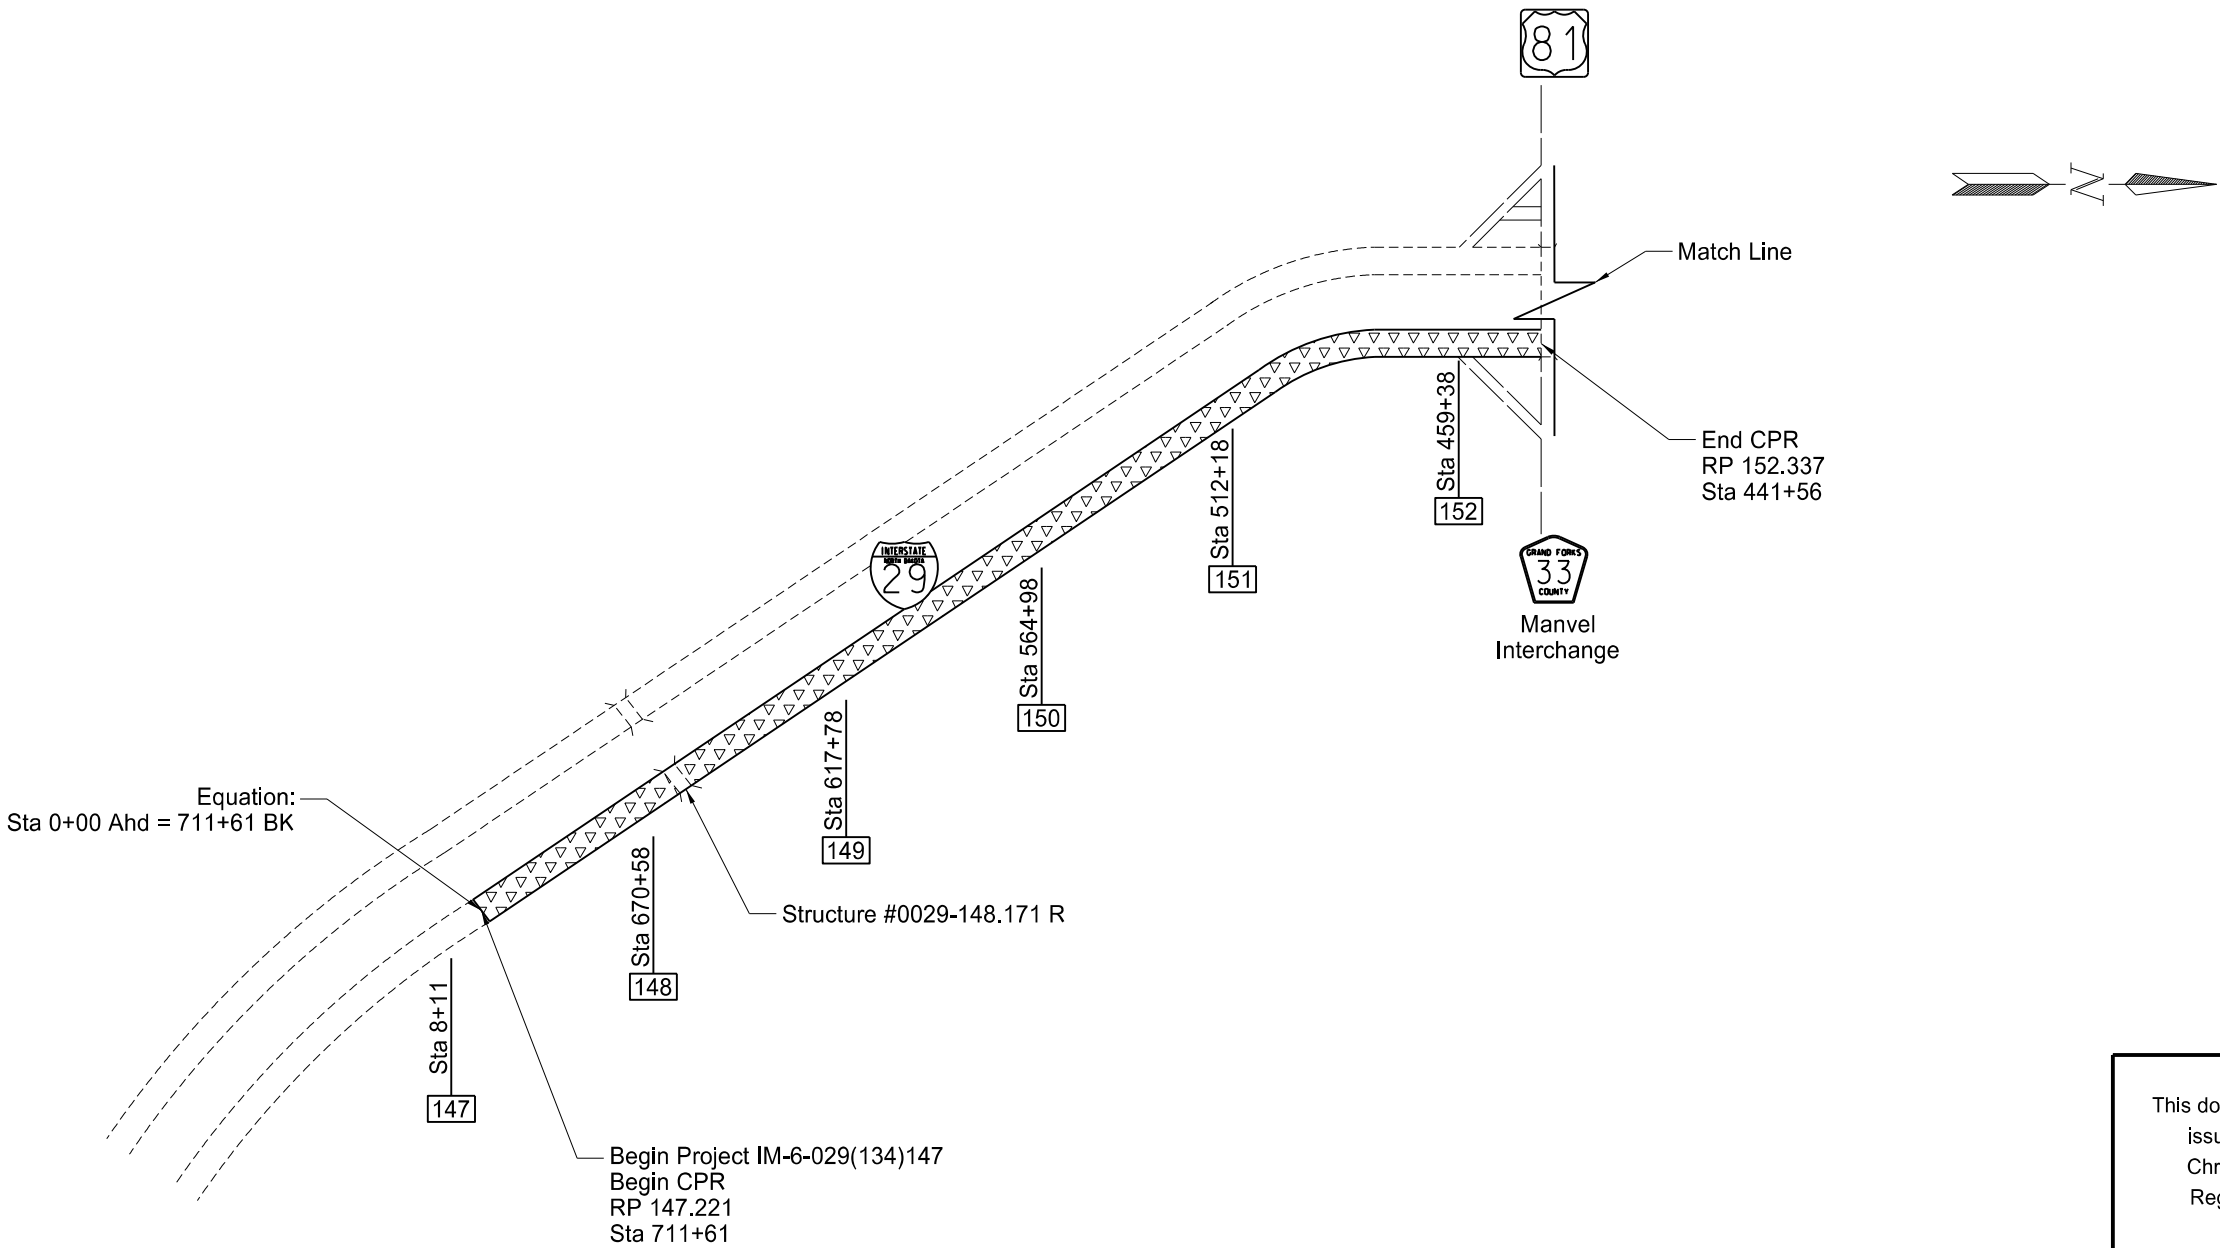 81
N
Match Line
End CPR
RP 152.337
Sta 441+56
Sta 459+38
152
Sta 512+18
151
INTERSTATE
NORTH DAKOTA
29
GRAND FORKS
33
COUNTY
Manvel
Interchange
Sta 564+98
150
Sta 617+78
149
Equation:
Sta 0+00 Ahd = 711+61 BK
Sta 670+58
148
Structure #0029-148.171 R
Sta 8+11
147
Begin Project IM-6-029(134)147
Begin CPR
RP 147.221
Sta 711+61
This do
issu
Chr
Reg